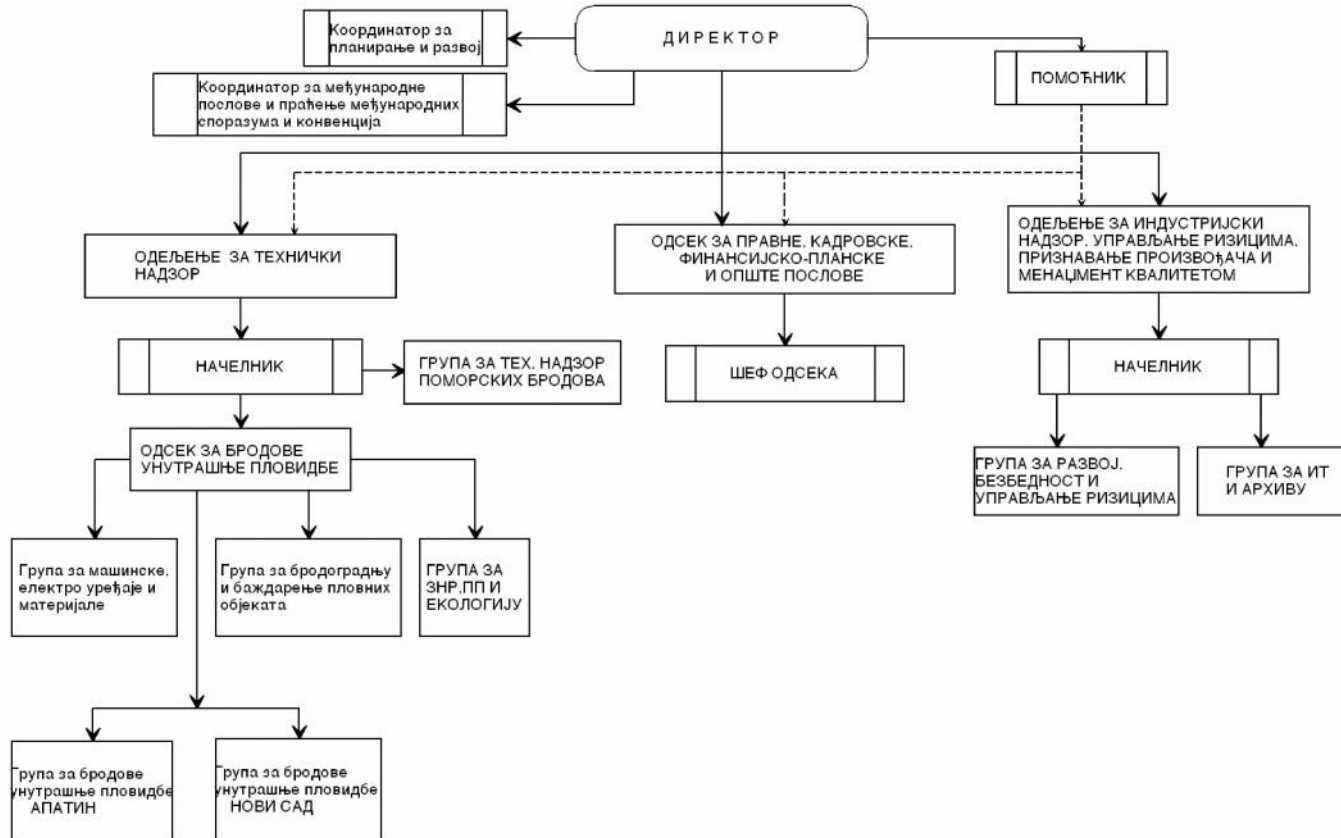 ДИРЕКТОР
Координатор за
планирање и развој
ПОМОЋНИК
Координатор за међународне
послове и праћење међународних
споразума и конвенција
ОДЕЉЕЊЕ ЗА ТЕХНИЧКИ
НАДЗОР
ОДСЕК ЗА ПРАВНЕ, КАДРОВСКЕ,
ФИНАНСИЈСКО-ПЛАНСКЕ
И ОПШТЕ ПОСЛОВЕ
ОДЕЉЕЊЕ ЗА ИНДУСТРИЈСКИ
НАДЗОР, УПРАВЉАЊЕ РИЗИЦИМА,
ПРИЗНАВАЊЕ ПРОИЗВОЂАЧА И
МЕНАЏМЕНТ КВАЛИТЕТОМ
НАЧЕЛНИК
ГРУПА ЗА ТЕХ. НАДЗОР
ПОМОРСКИХ БРОДОВА
ШЕФ ОДСЕКА
НАЧЕЛНИК
ОДСЕК ЗА БРОДОВЕ
УНУТРАШЊЕ ПЛОВИДБЕ
ГРУПА ЗА РАЗВОЈ,
БЕЗБЕДНОСТ И
УПРАВЉАЊЕ РИЗИЦИМА
ГРУПА ЗА ИТ
И АРХИВУ
Група за машинске,
електро уређаје и
материјале
Група за бродоградњу
и баждарење пловних
објеката
ГРУПА ЗА
ЗНР,ПП И
ЕКОЛОГИЈУ
Група за бродове
унутрашње пловидбе
АПАТИН
Група за бродове
унутрашње пловидбе
НОВИ САД